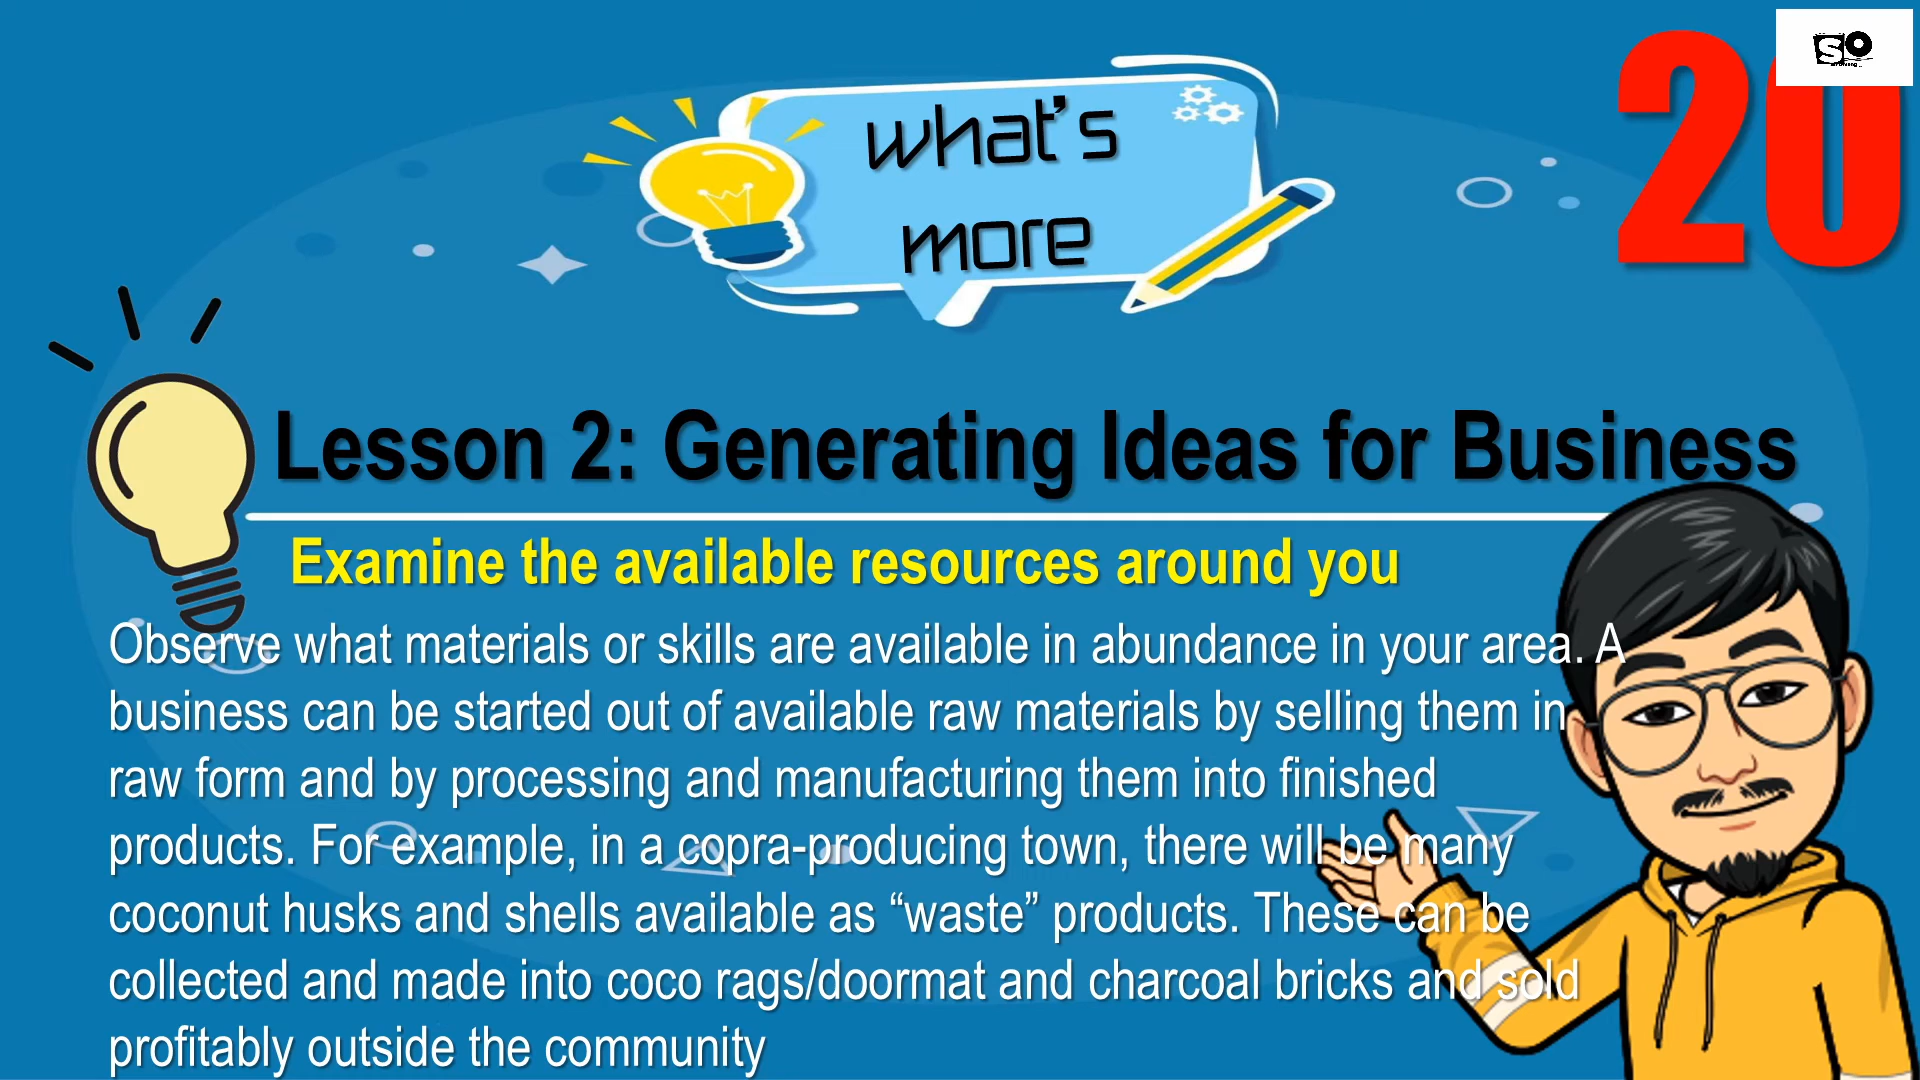 what's
more
20
SO
Lesson 2: Generating Ideas for Business
Examine the available resources around you
Observe what materials or skills are available in abundance in your area. A
business can be started out of available raw materials by selling them in
raw form and by processing and manufacturing them into finished
products. For example, in a copra-producing town, there will be many
coconut husks and shells available as “waste” products. These can be
collected and made into coco rags/doormat and charcoal bricks and sold
profitably outside the community